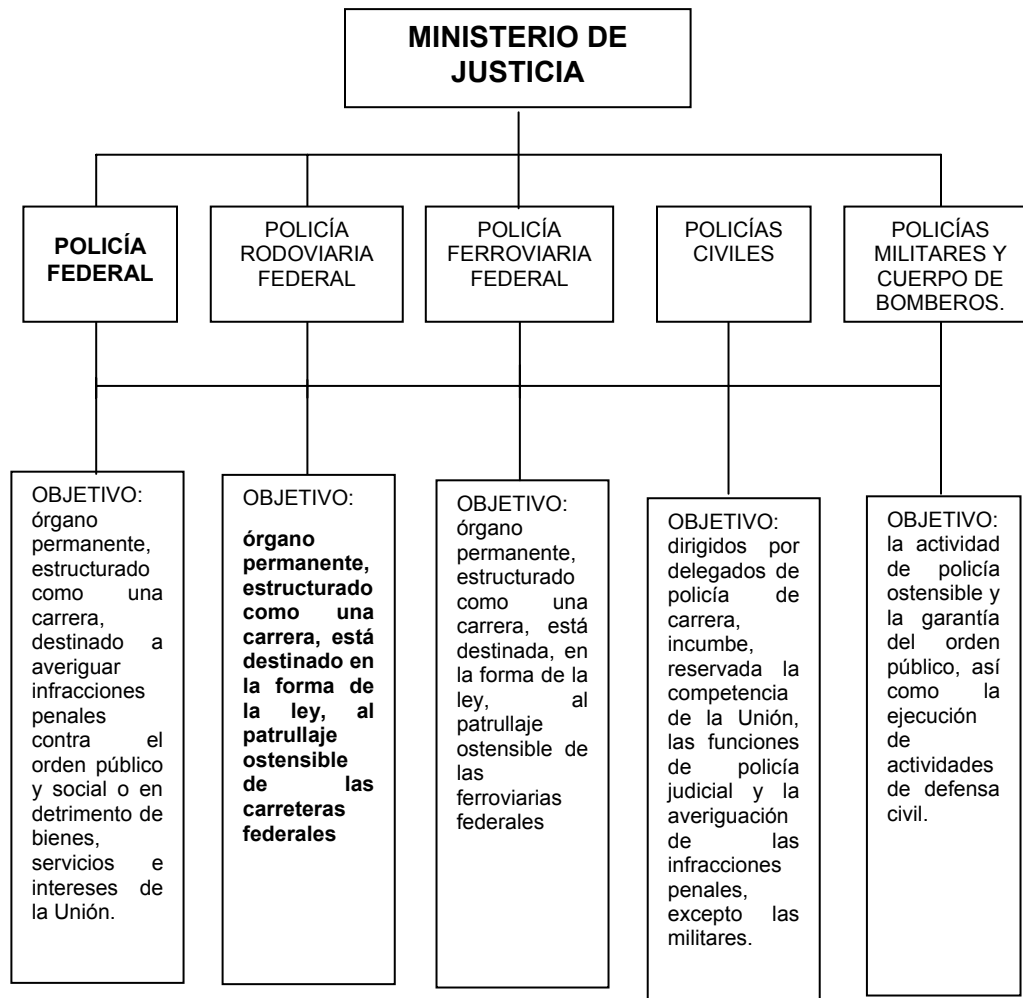 MINISTERIO DE
JUSTICIA
POLICÍA
FEDERAL
POLICÍA
RODOVIARIA
FEDERAL
POLICÍA
FERROVIARIA
FEDERAL
POLICÍAS
CIVILES
POLICÍAS
MILITARES Y
CUERPO DE
BOMBEROS.
OBJETIVO:
órgano
permanente,
estructurado
como una
carrera,
destinado a
averiguar
infracciones
penales
contra el
orden público
y social o en
detrimento de
bienes,
servicios e
intereses de
la Unión.
OBJETIVO:
órgano
permanente,
estructurado
como una
carrera, está
destinado en
la forma de
la ley, al
patrullaje
ostensible
de las
carreteras
federales
OBJETIVO:
órgano
permanente,
estructurado
como una
carrera, está
destinada, en
la forma de la
ley, al
patrullaje
ostensible de
las
ferroviarias
federales
OBJETIVO:
dirigidos por
delegados de
policía de
carrera,
incumbe,
reservada la
competencia
de la Unión,
las funciones
de policía
judicial y la
averiguación
de las
infracciones
penales,
excepto las
militares.
OBJETIVO:
la actividad
de policía
ostensible y
la garantía
del orden
público, así
como la
ejecución
de
actividades
de defensa
civil.